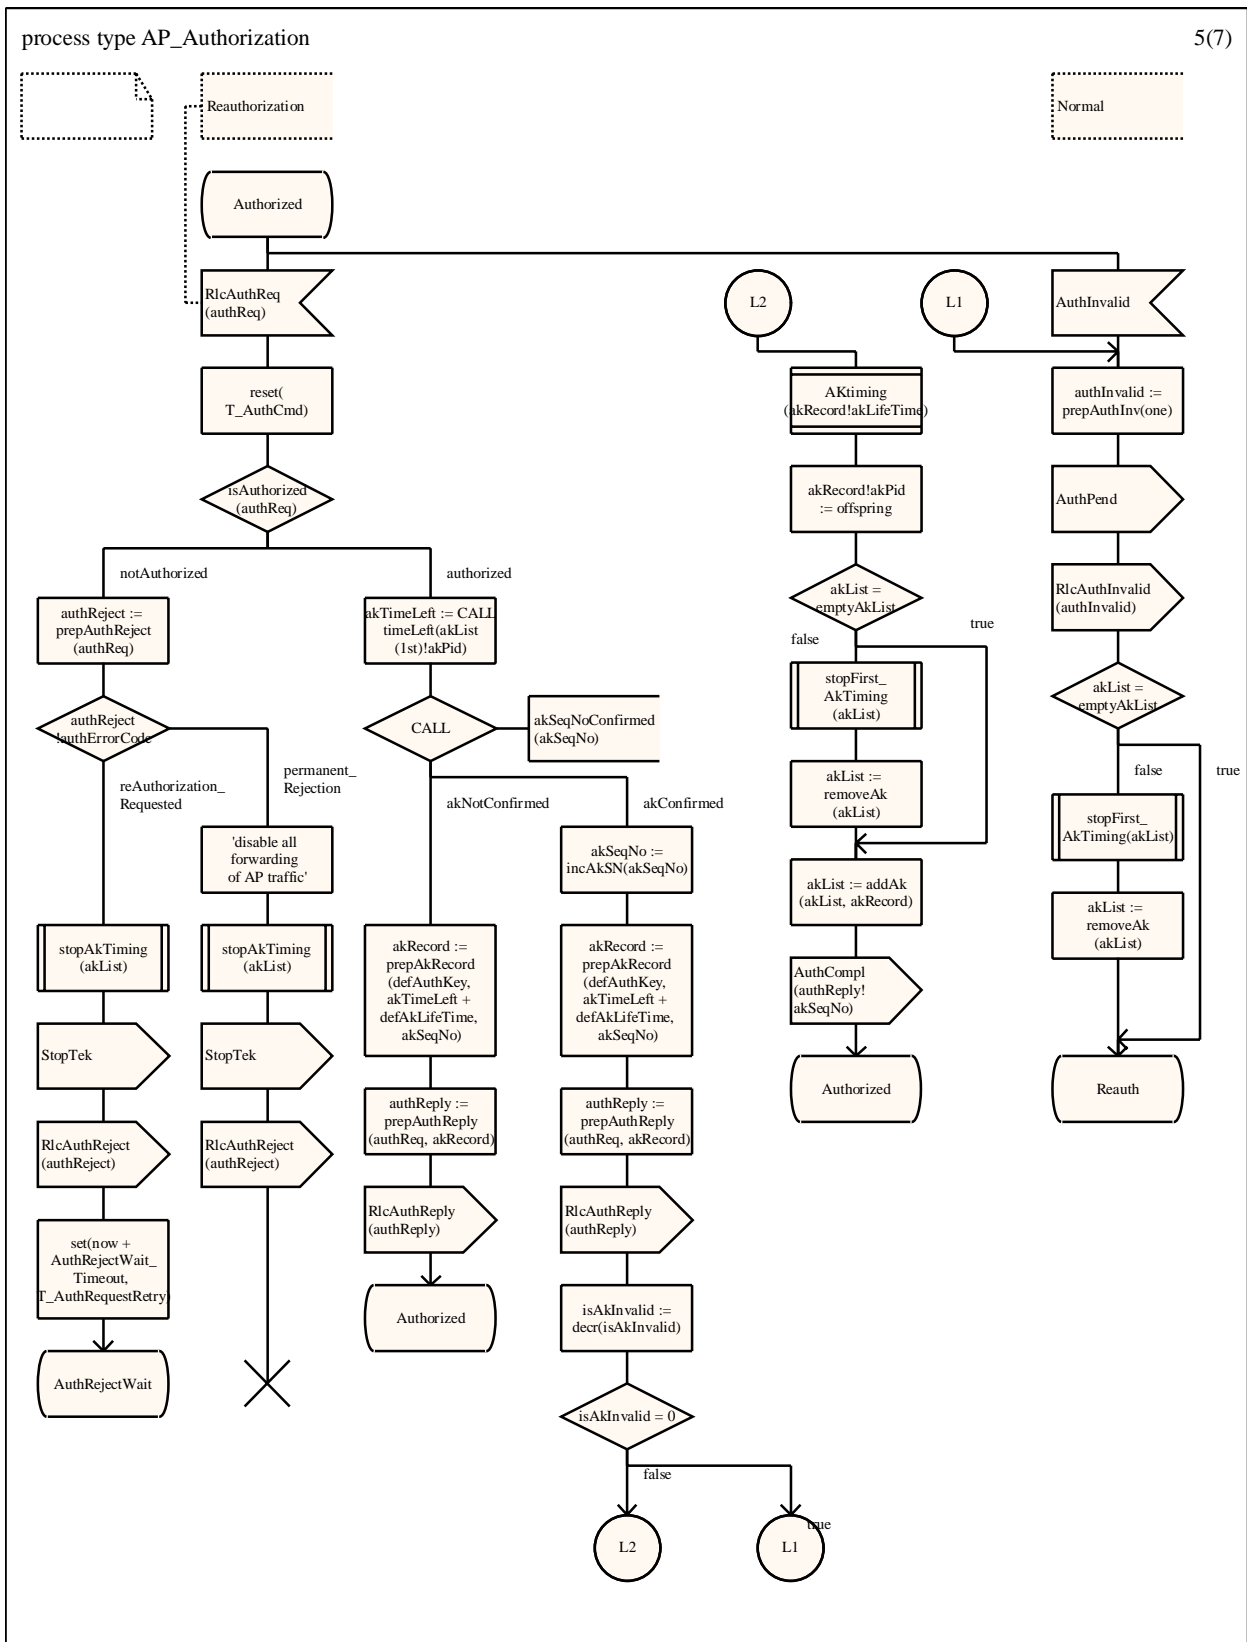 process type AP_Authorization
5(7)
Reauthorization
Normal
Authorized
RlcAuthReq
(authReq)
L2
L1
AuthInvalid
reset(
T_AuthCmd)
AKtiming
(akRecord!akLifeTime)
authInvalid :=
prepAuthInv(one)
isAuthorized
(authReq)
akRecord!akPid
:= offspring
AuthPend
notAuthorized
authorized
authReject :=
prepAuthReject
(authReq)
akTimeLeft := CALL
timeLeft(akList
(1st)!akPid)
akList =
emptyAkList
RlcAuthInvalid
(authInvalid)
false
true
authReject
!authErrorCode
CALL
akSeqNoConfirmed
(akSeqNo)
stopFirst_
AkTiming
(akList)
akList =
emptyAkList
reAuthorization_
Requested
permanent_
Rejection
akNotConfirmed
akConfirmed
akList :=
removeAk
(akList)
false
true
'disable all
forwarding
of AP traffic'
akSeqNo :=
incAkSN(akSeqNo)
akList := addAk
(akList, akRecord)
stopFirst_
AkTiming(akList)
stopAkTiming
(akList)
stopAkTiming
(akList)
akRecord :=
prepAkRecord
(defAuthKey,
akTimeLeft +
defAkLifeTime,
akSeqNo)
akRecord :=
prepAkRecord
(defAuthKey,
akTimeLeft +
defAkLifeTime,
akSeqNo)
AuthCompl
(authReply!
akSeqNo)
akList :=
removeAk
(akList)
StopTek
StopTek
Authorized
Reauth
RlcAuthReject
(authReject)
RlcAuthReject
(authReject)
authReply :=
prepAuthReply
(authReq, akRecord)
authReply :=
prepAuthReply
(authReq, akRecord)
set(now +
AuthRejectWait_
Timeout,
T_AuthRequestRetry)
RlcAuthReply
(authReply)
RlcAuthReply
(authReply)
Authorized
isAkInvalid :=
decr(isAkInvalid)
AuthRejectWait
isAkInvalid = 0
false
true
L2
L1